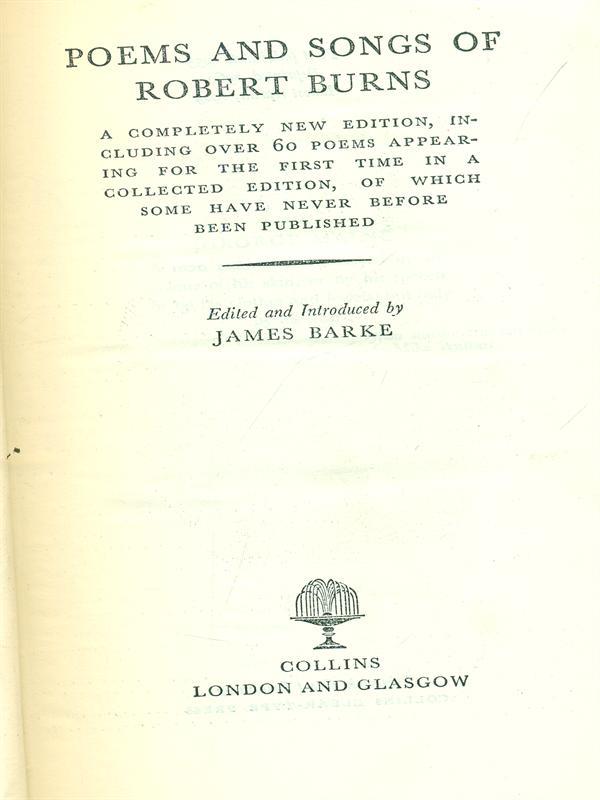 POEMS AND SONGS OF
ROBERT BURNS
A COMPLETELY NEW EDITION, IN-
CLUDING OVER 60 POEMS APPEAR-
ING FOR THE FIRST TIME IN A
COLLECTED EDITION, OF WHICH
SOME HAVE NEVER BEFORE
BEEN PUBLISHED
Edited and Introduced by
JAMES BARKE
COLLINS
LONDON AND GLASGOW